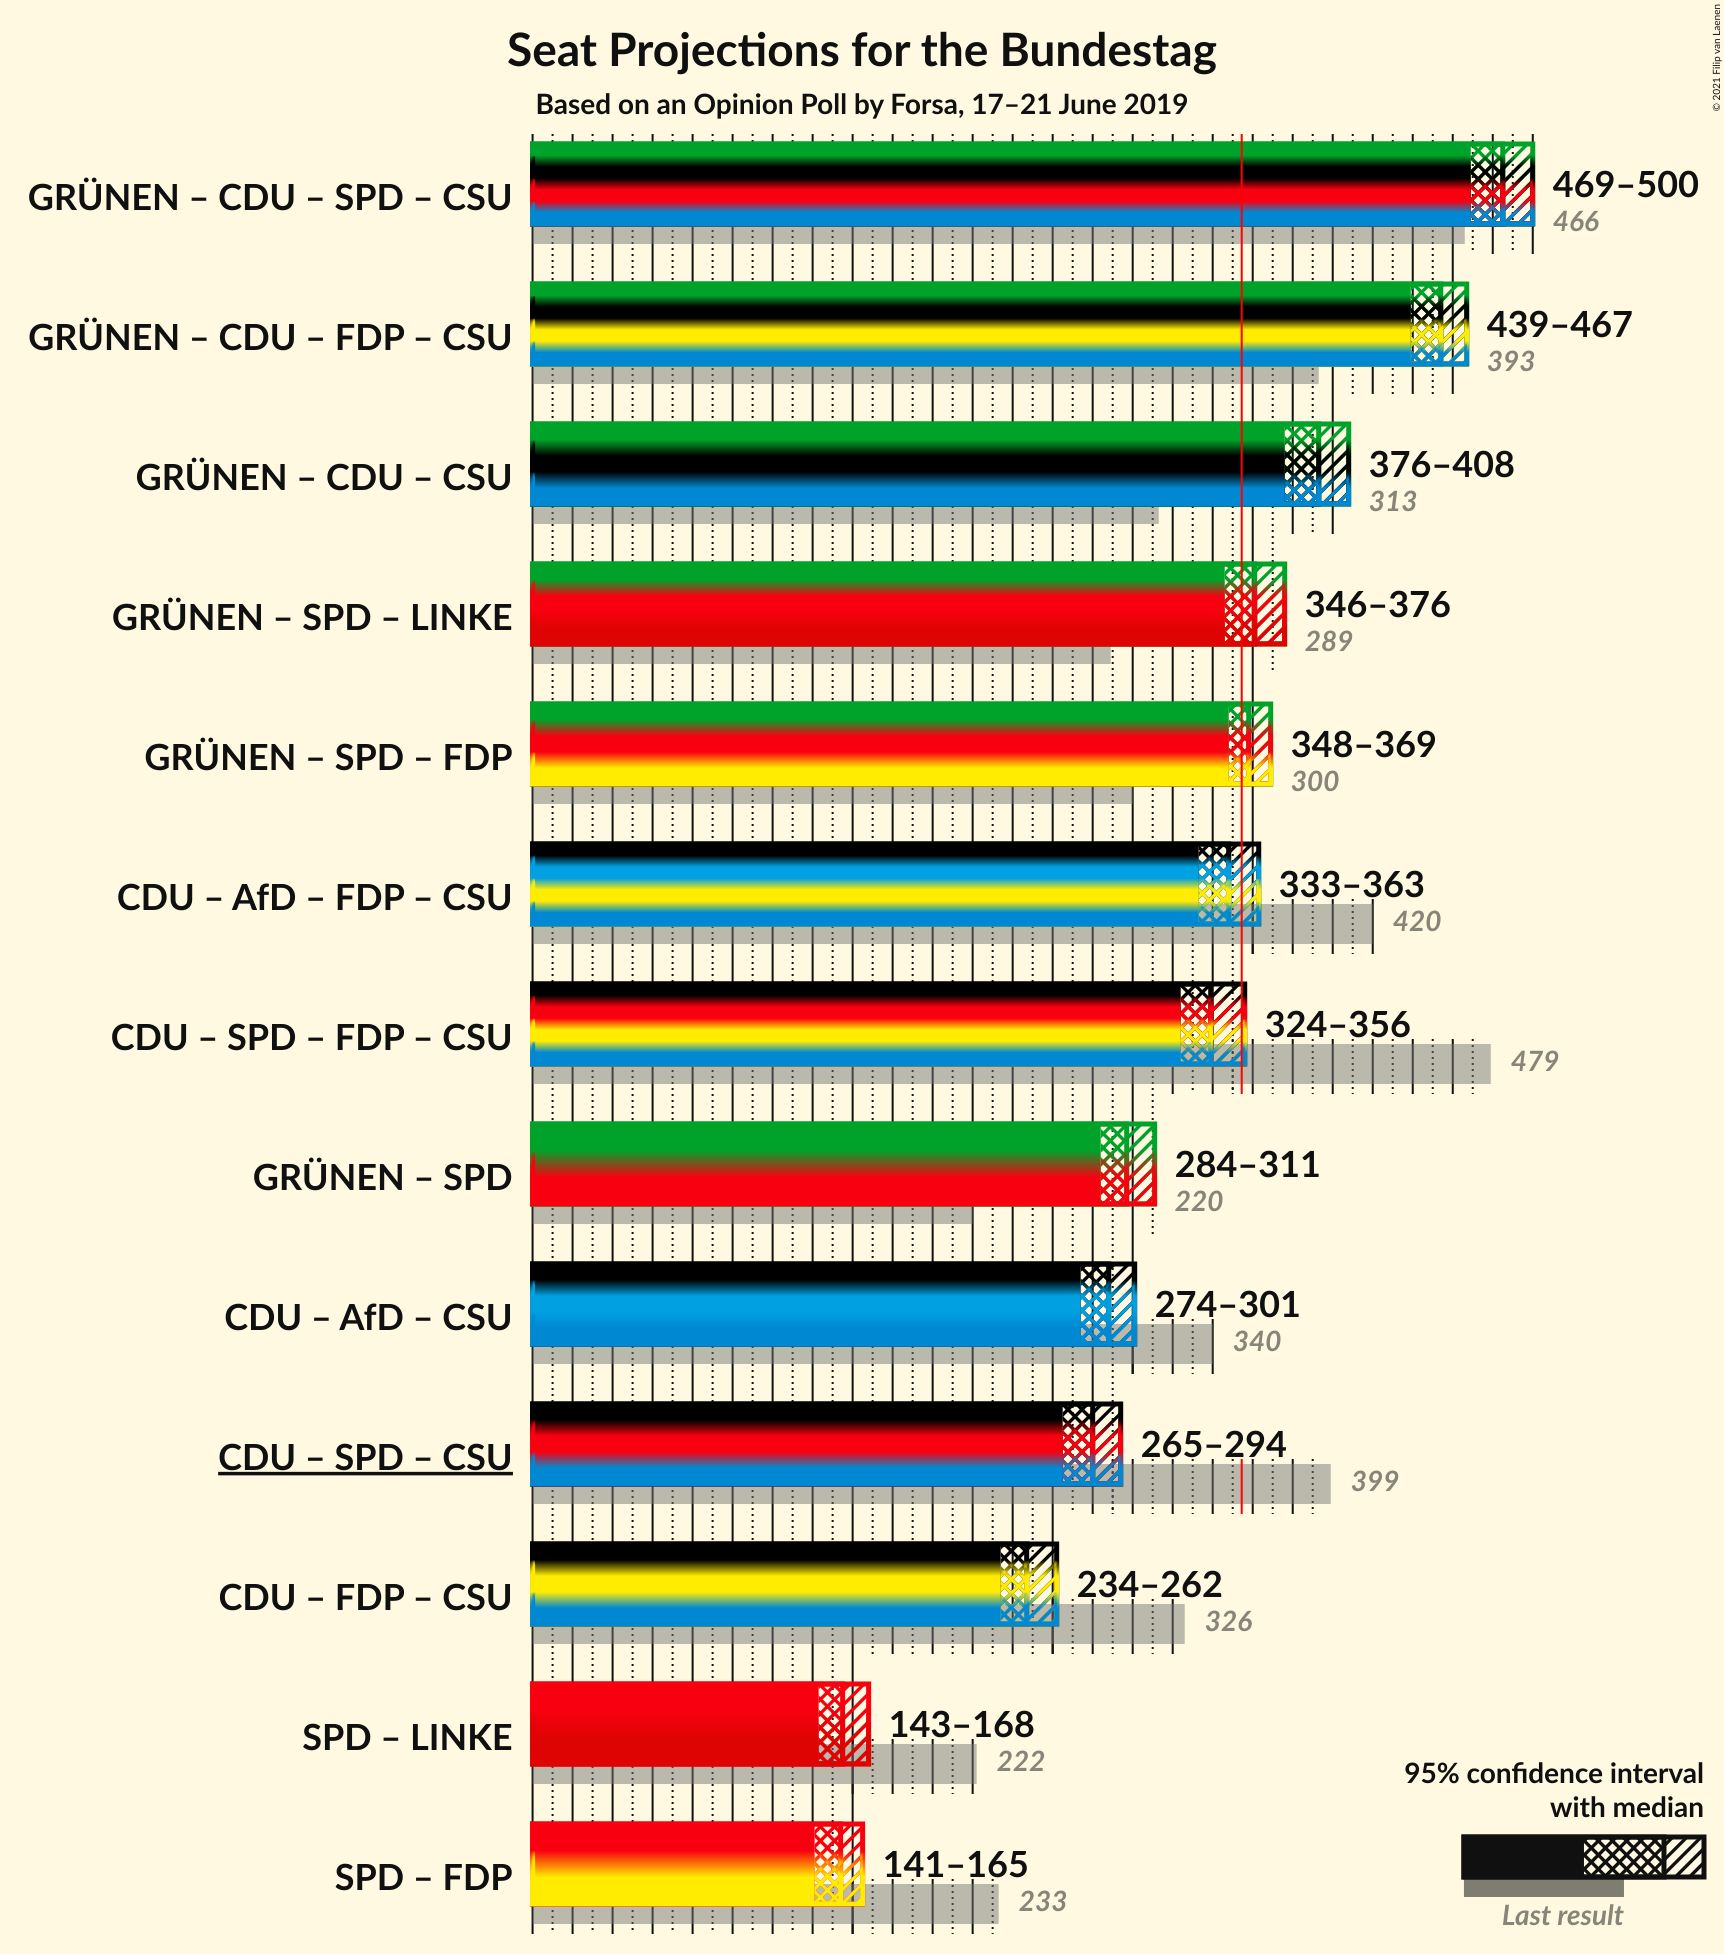 © 2021 Filip van Laenen
Seat Projections for the Bundestag
Based on an Opinion Poll by Forsa, 17–21 June 2019
GRÜNEN – CDU – SPD – CSU
469–500
466
GRÜNEN – CDU – FDP – CSU
439–467
393
GRÜNEN – CDU – CSU
376–408
313
GRÜNEN – SPD – LINKE
346–376
289
GRÜNEN – SPD – FDP
348–369
300
CDU – AfD – FDP – CSU
333–363
420
CDU – SPD – FDP – CSU
324–356
479
GRÜNEN – SPD
284–311
220
CDU – AfD – CSU
274–301
340
CDU – SPD – CSU
265–294
399
CDU – FDP – CSU
234–262
326
SPD – LINKE
143–168
222
SPD – FDP
141–165
233
95% confidence interval
with median
Last result